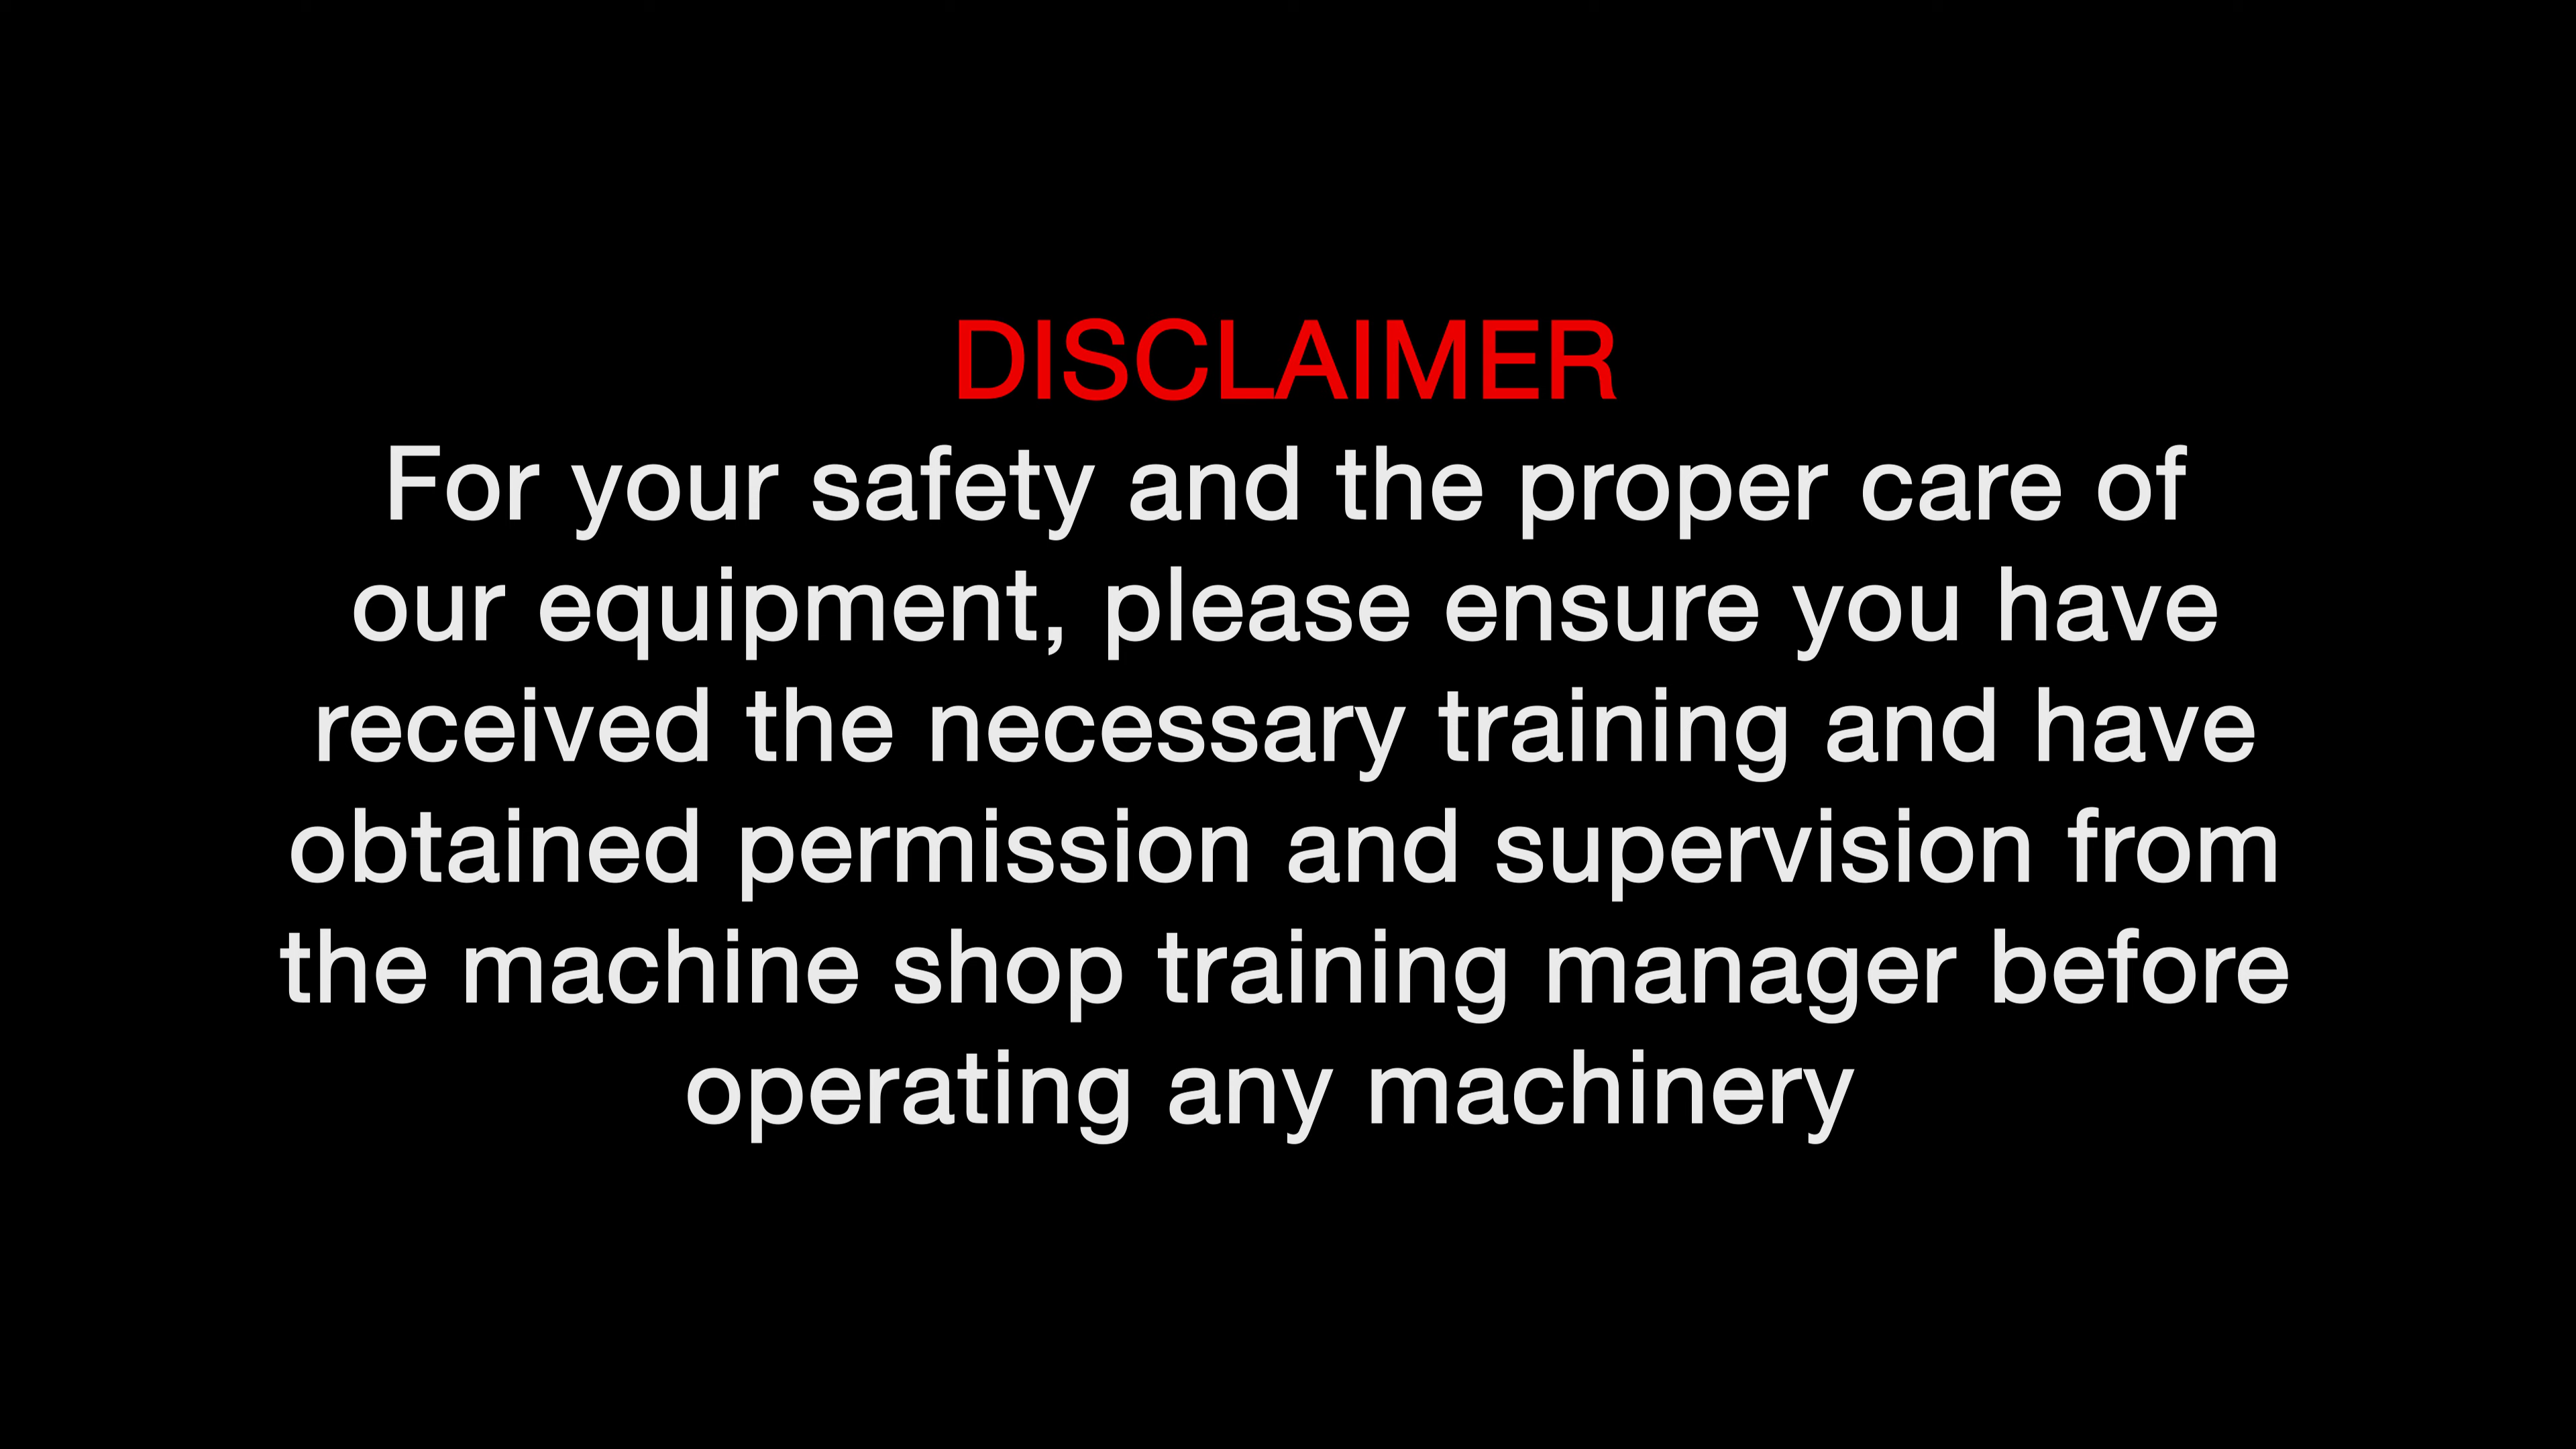 DISCLAIMER
For your safety and the proper care of
our equipment, please ensure you have
received the necessary training and have
obtained permission and supervision from
the machine shop training manager before
operating any machinery